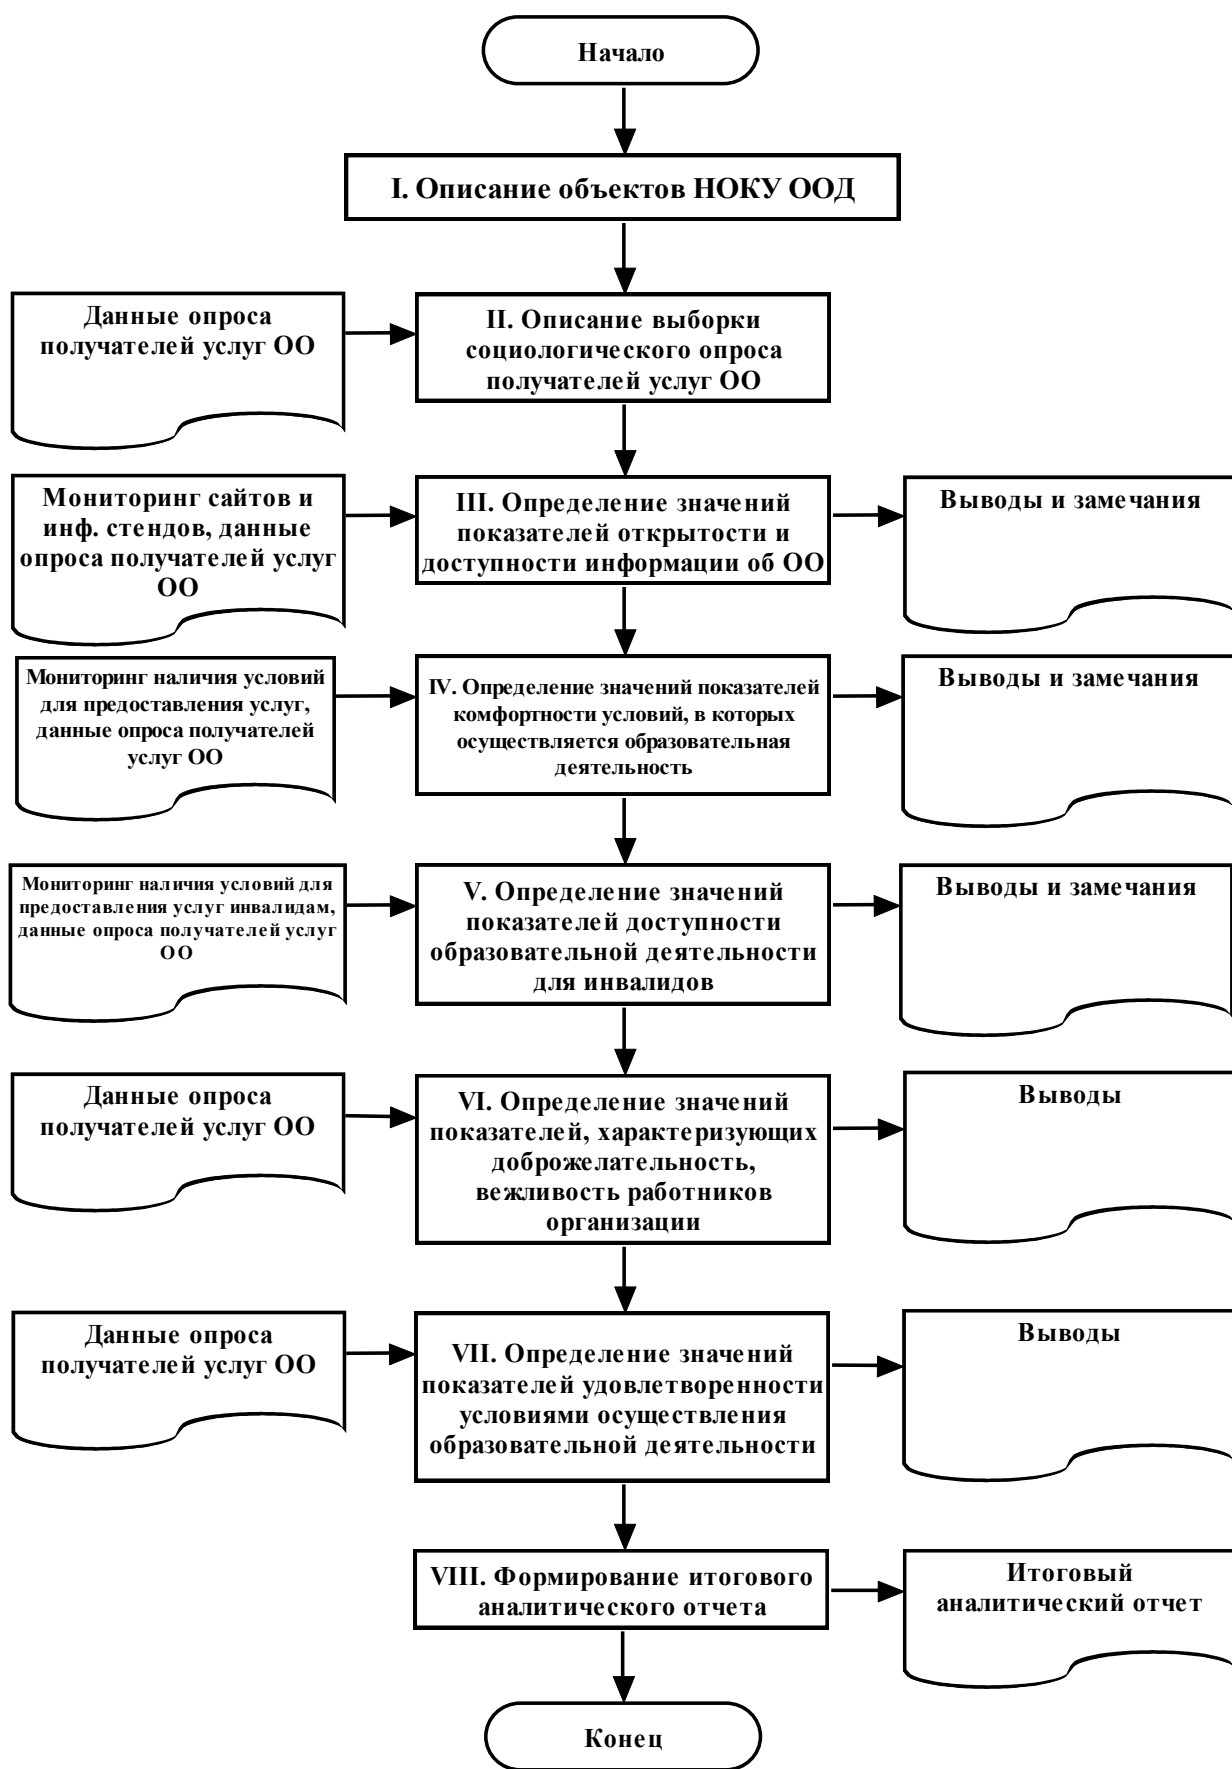 Начало
I. Описание объектов НОКУ ООД
Данные опроса
получателей услуг ОО
II. Описание выборки
социологического опроса
получателей услуг ОО
Мониторинг сайтов и
инф. стендов, данные
опроса получателей услуг
ОО
III. Определение значений
показателей открытости и
доступности информации об ОО
Выводы и замечания
Мониторинг наличия условий
для предоставления услуг,
данные опроса получателей
услуг ОО
IV. Определение значений показателей
комфортности условий, в которых
осуществляется образовательная
деятельность
Выводы и замечания
Мониторинг наличия условий для
предоставления услуг инвалидам,
данные опроса получателей услуг
ОО
V. Определение значений
показателей доступности
образовательной деятельности
для инвалидов
Выводы и замечания
Данные опроса
получателей услуг ОО
VI. Определение значений
показателей, характеризующих
доброжелательность,
вежливость работников
организации
Выводы
Данные опроса
получателей услуг ОО
VII. Определение значений
показателей удовлетворенности
условиями осуществления
образовательной деятельности
Выводы
VIII. Формирование итогового
аналитического отчета
Итоговый
аналитический отчет
Конец